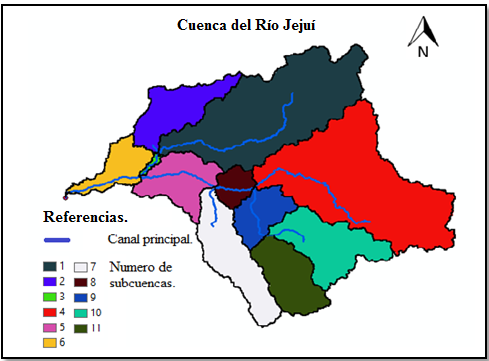 Cuenca del Río Jejuí
N
Referencias.
Canal principal.
1 7 Numero de
2 8 subcuencas.
3 9
4 10
5 11
6